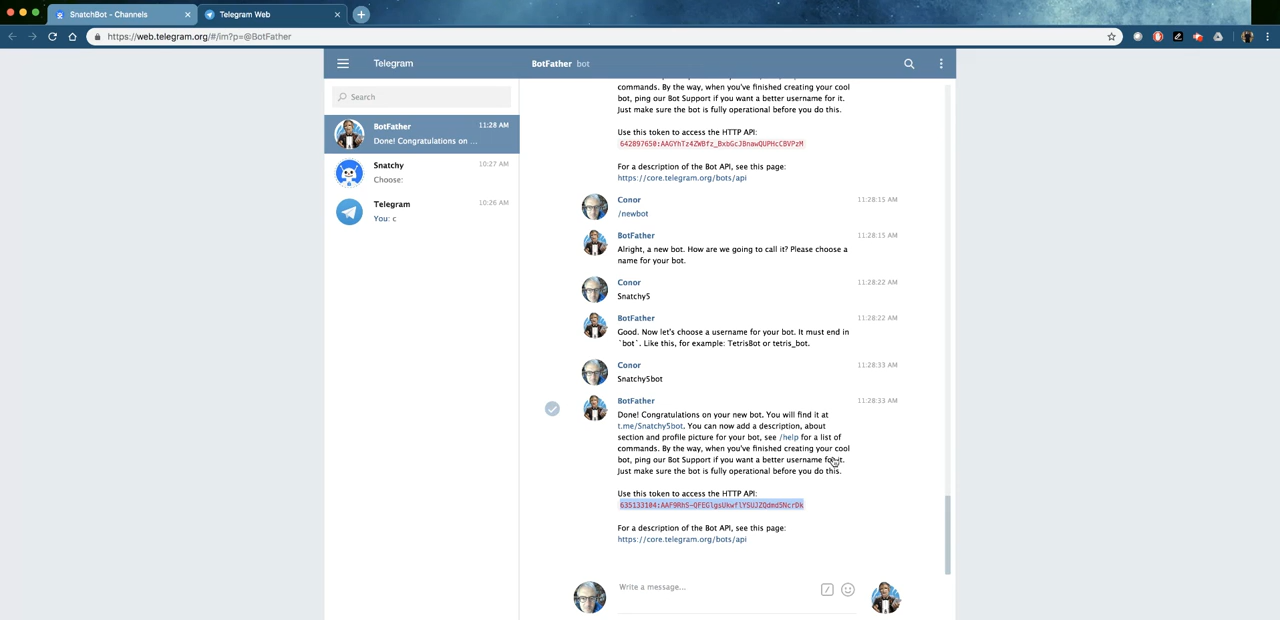 SnatchBot - Channels
Telegram Web
https://web.telegram.org/#/im?p=@BotFather
Telegram
BotFather bot
Search
BotFather 11:28 AM
Done! Congratulations on ...
Snatchy 10:27 AM
Choose:
Telegram 10:26 AM
You: c
commands. By the way, when you've finished creating your cool
bot, ping our Bot Support if you want a better username for it.
Just make sure the bot is fully operational before you do this.
Use this token to access the HTTP API:
For a description of the Bot API, see this page:
https://core.telegram.org/bots/api
Conor 11:28:15 AM
/newbot
BotFather 11:28:15 AM
Alright, a new bot. How are we going to call it? Please choose a
name for your bot.
Conor 11:28:22 AM
Snatchy5
BotFather 11:28:22 AM
Good. Now let's choose a username for your bot. It must end in
`bot`. Like this, for example: TetrisBot or tetris_bot.
Conor 11:28:33 AM
Snatchy5bot
BotFather 11:28:33 AM
Done! Congratulations on your new bot. You will find it at
t.me/Snatchy5bot. You can now add a description, about
section and profile picture for your bot, see /help for a list of
commands. By the way, when you've finished creating your cool
bot, ping our Bot Support if you want a better username for it.
Just make sure the bot is fully operational before you do this.
Use this token to access the HTTP API:
For a description of the Bot API, see this page:
https://core.telegram.org/bots/api
Write a message...